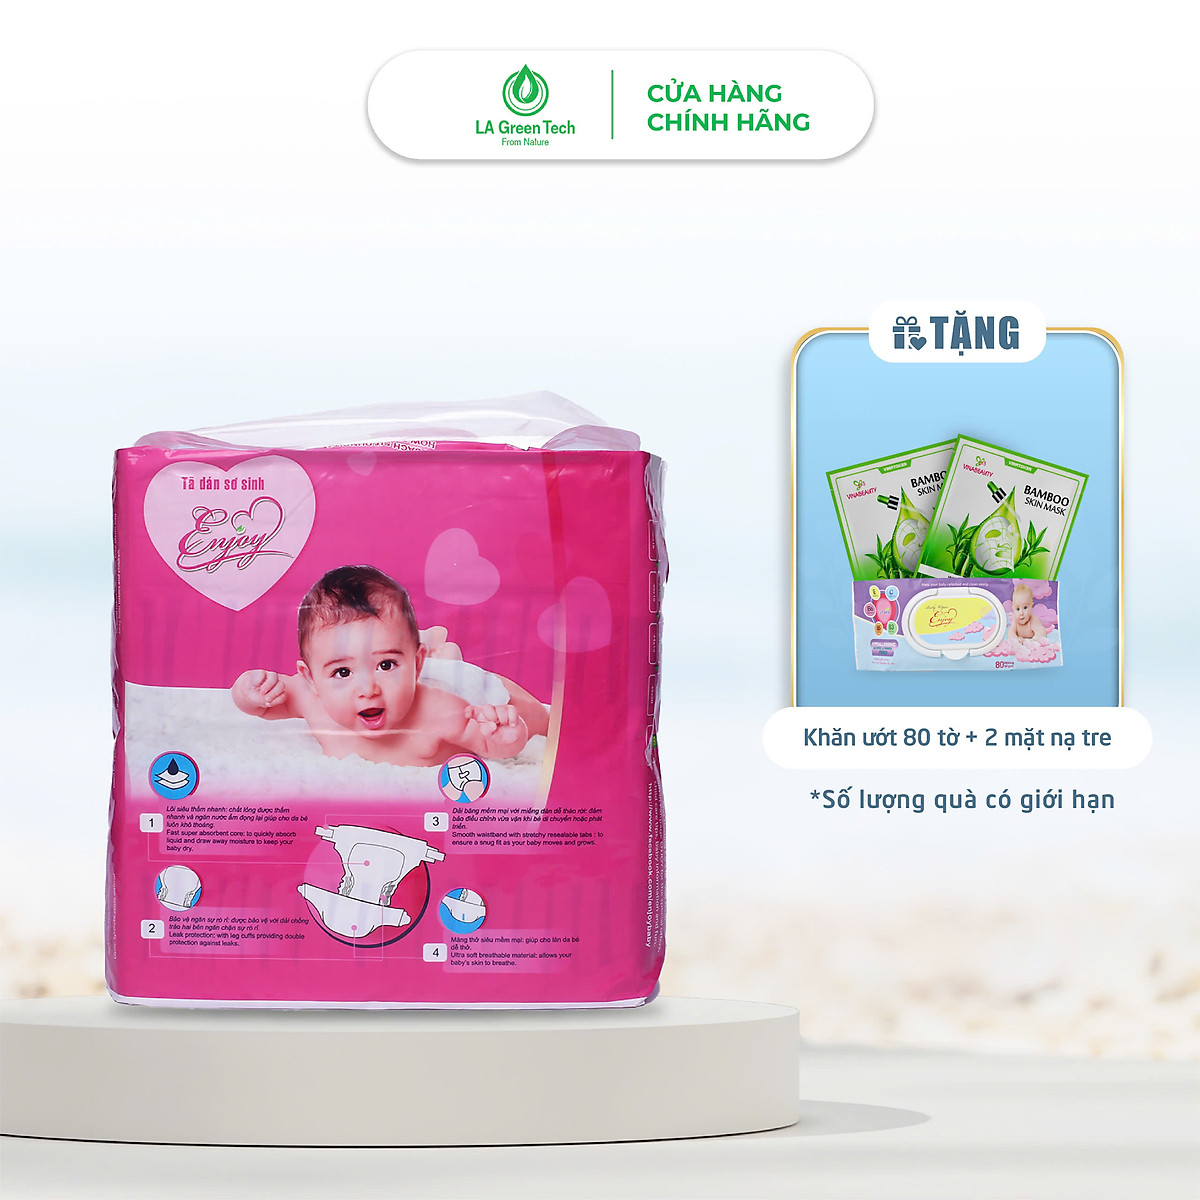 LA Green Tech
From Nature
CỬA HÀNG
CHÍNH HÃNG
TẶNG
VINABEAUTY
BAMBOO
VINABEAUTY
BAMBOO
SKIN MASK
Baby Wipes
Enjoy
80
Khăn ướt 80 tờ + 2 mặt nạ tre
*Số lượng quà có giới hạn
Tã dán sơ sinh
Enjoy
1
Lõi siêu thấm nhanh: chất lỏng được thấm
nhanh và ngăn nước ẩm đọng lại giúp cho da bé
luôn khô thoáng.
Fast super absorbent core: to quickly absorb
liquid and draw away moisture to keep your
baby dry.
2
Bảo vệ ngăn sự rò rỉ: được bảo vệ với dải chống
trào hai bên ngăn chặn sự rò rỉ.
Leak protection: with leg cuffs providing double
protection against leaks.
3
Dải băng mềm mại với miếng dán dễ tháo rời: đảm
bảo điều chỉnh vừa vặn khi bé di chuyển hoặc phát
triển.
Smooth waistband with stretchy resealable tabs : to
ensure a snug fit as your baby moves and grows.
4
Màng thở siêu mềm mại: giúp cho làn da bé
dễ thở.
Ultra soft breathable material: allows your
baby's skin to breathe.
http://www.facebook.com/enjoybaby